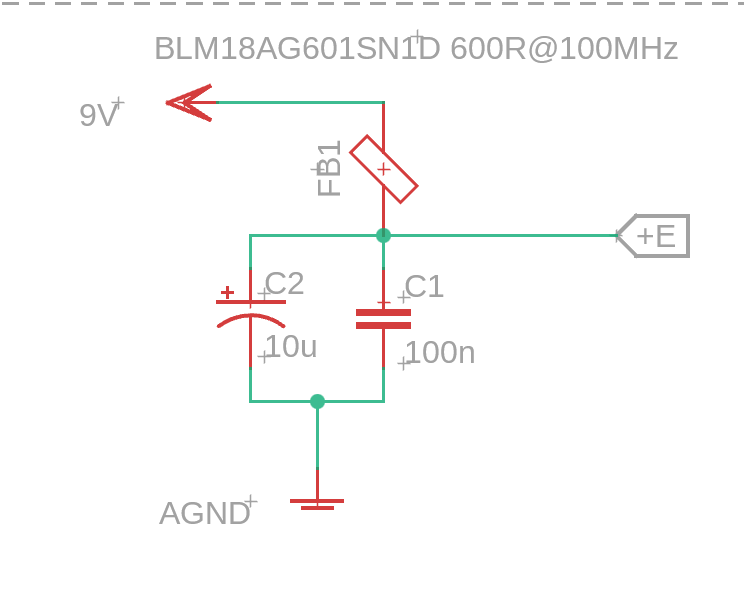 BLM18AG601SN1D 600R@100MHz
9V
FB1
+E
C2
C1
10u
100n
AGND